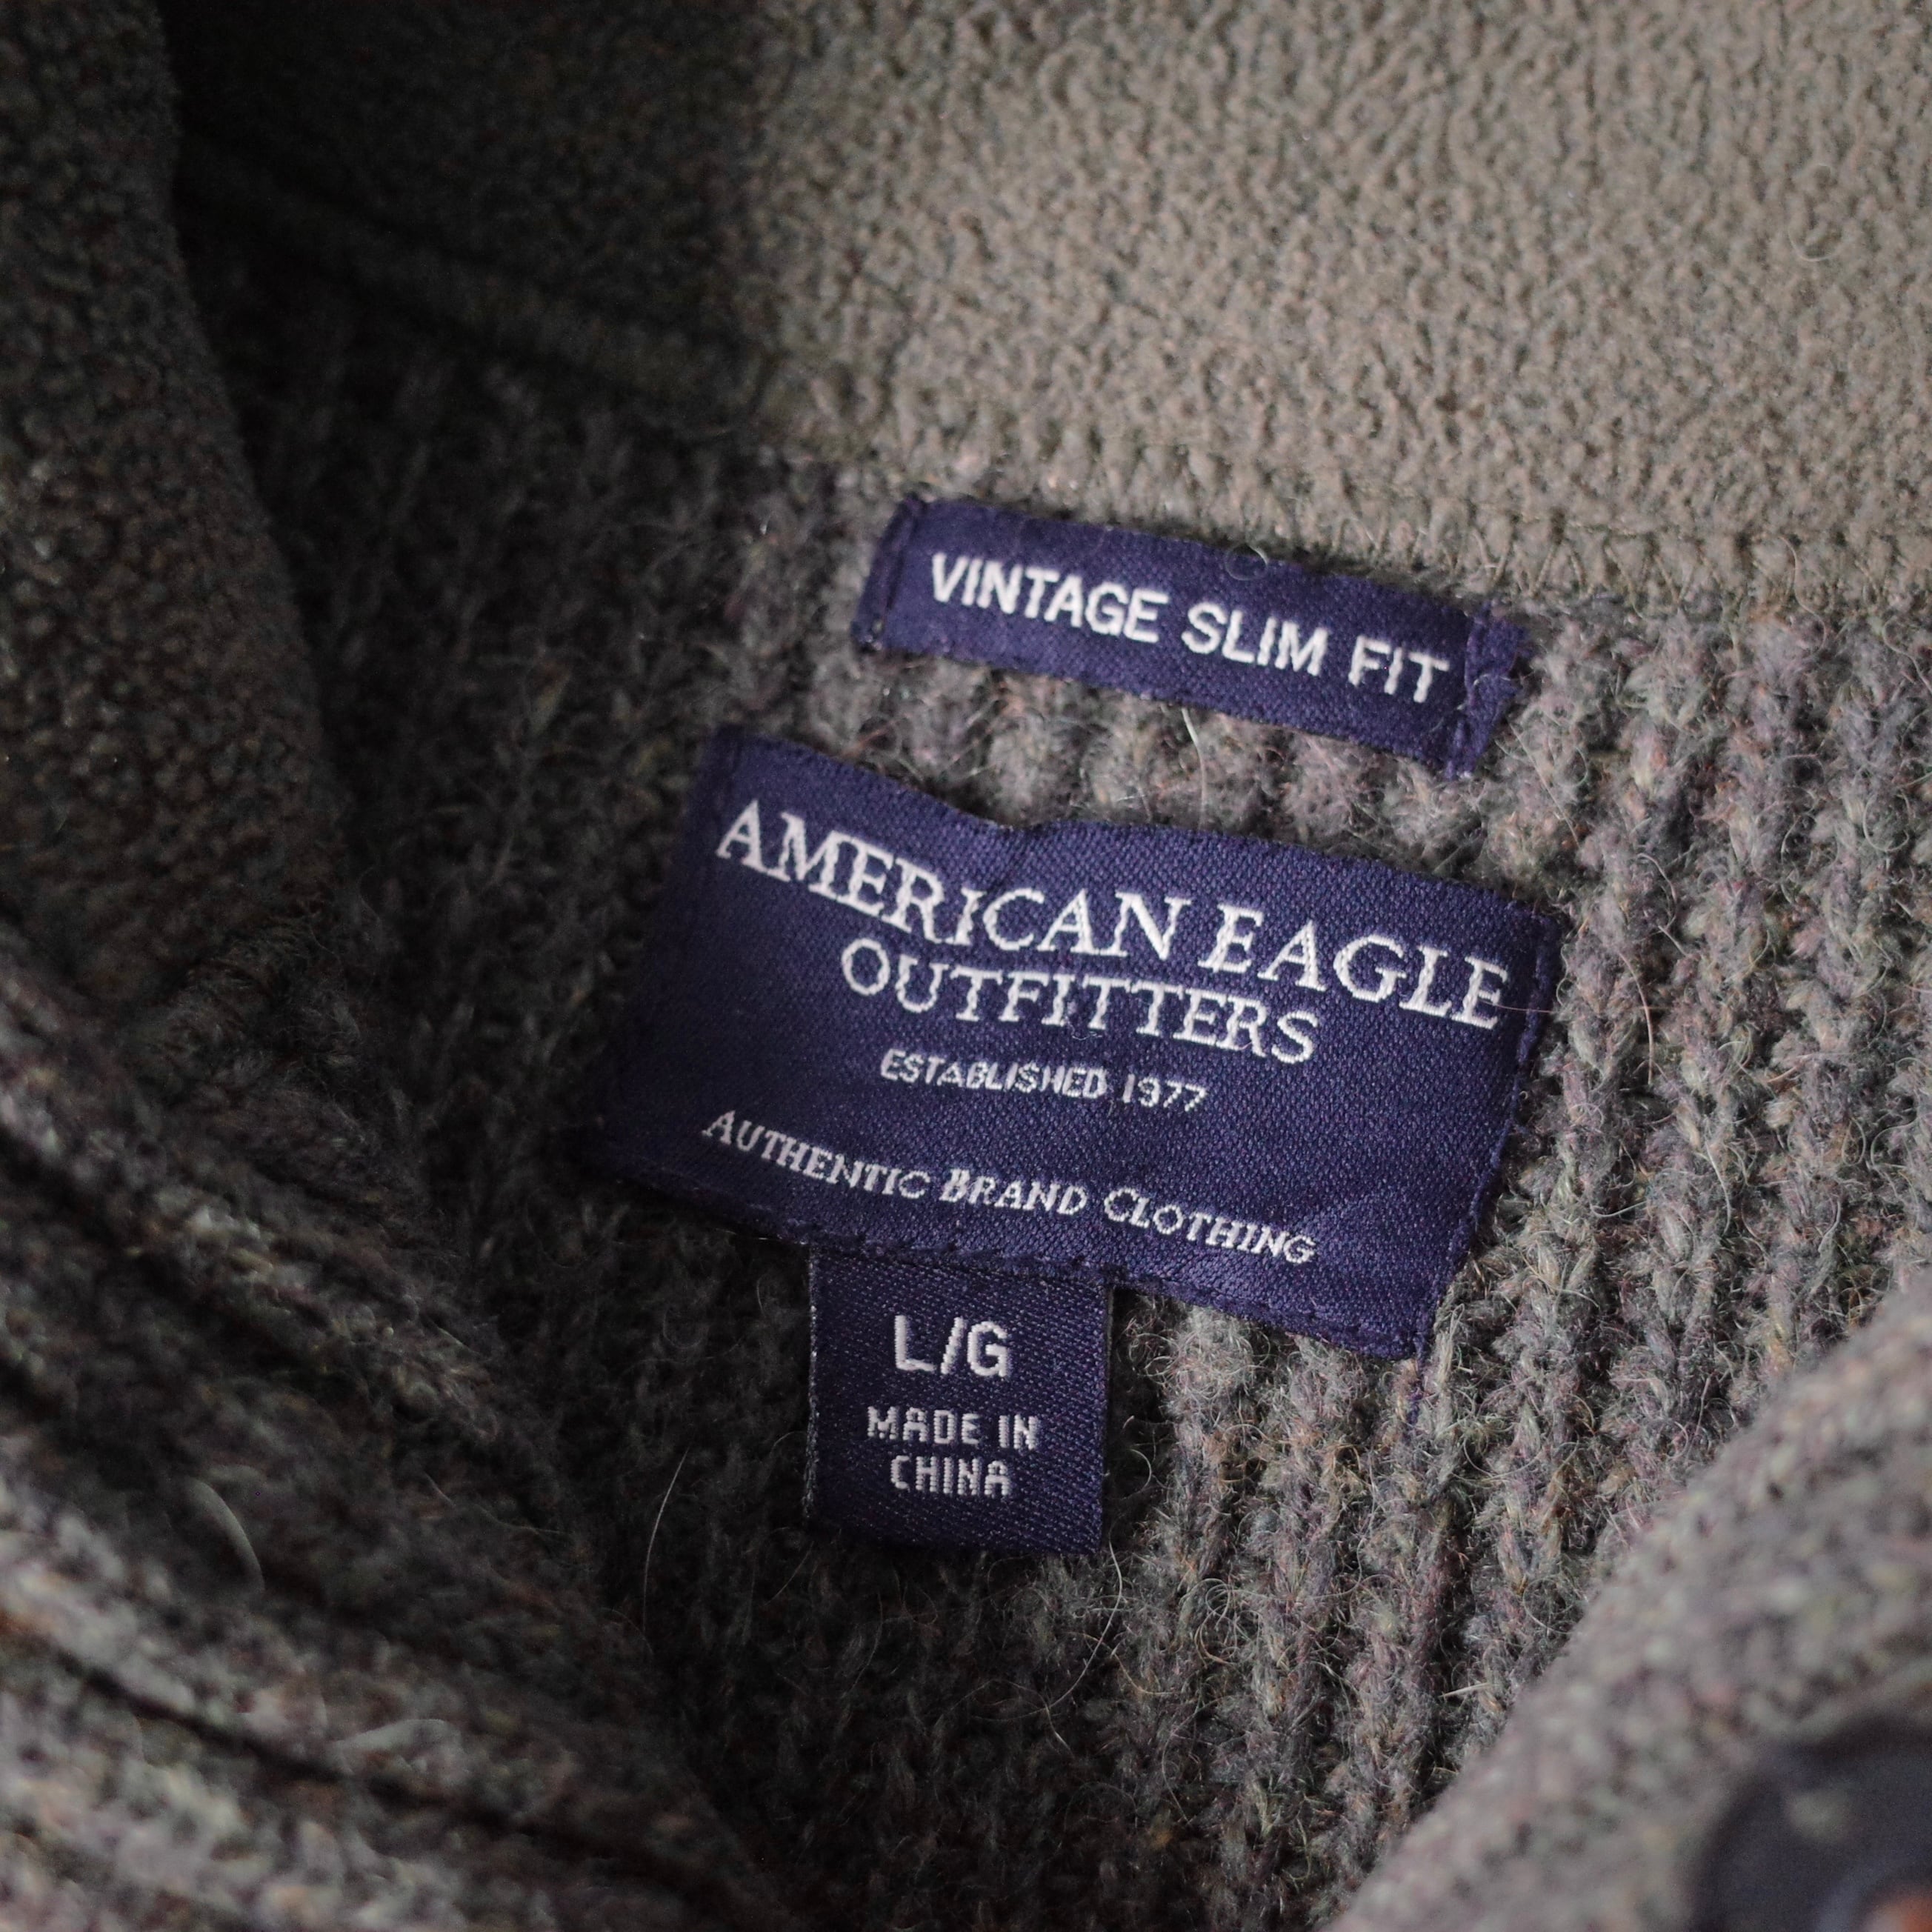 VINTAGE SLIM FIT
AMERICAN EAGLE
OUTFITTERS
ESTABLISHED 1977
AUTHENTIC BRAND CLOTHING
L/G
MADE IN
CHINA